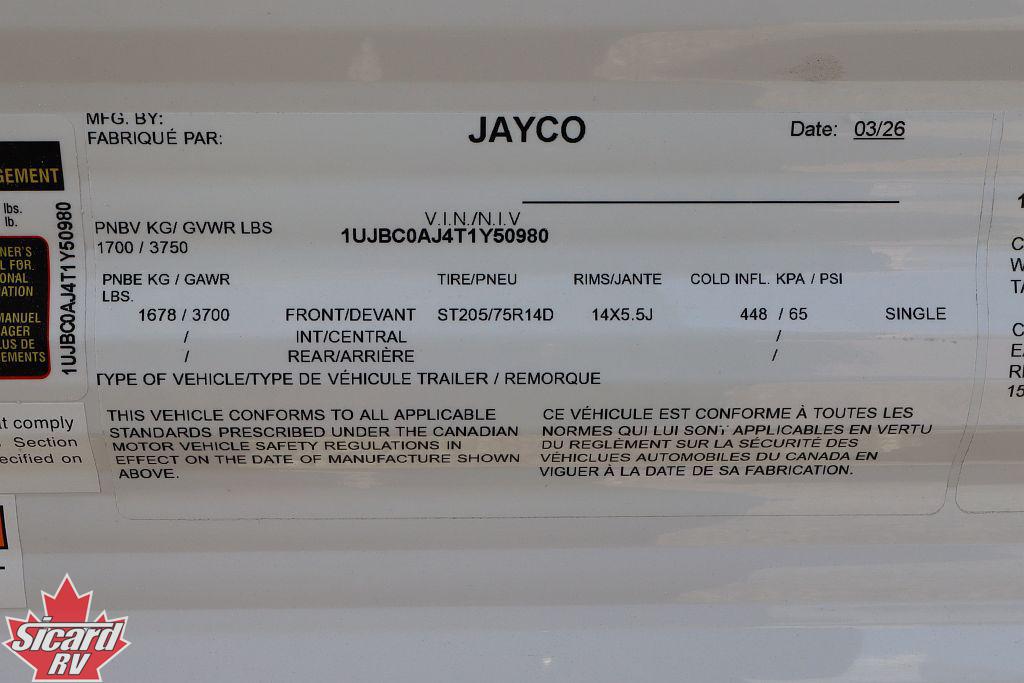 MFG. BY:
FABRIQUÉ PAR:
JAYCO
Date: 03/26
V.I.N./N.I.V
PNBV KG/ GVWR LBS
1UJBC0AJ4T1Y50980
1700 / 3750
PNBE KG / GAWR LBS.
TIRE/PNEU
RIMS/JANTE
COLD INFL. KPA / PSI
1678 / 3700 FRONT/DEVANT ST205/75R14D 14X5.5J 448 / 65 SINGLE
/ INT/CENTRAL /
/ REAR/ARRIÈRE /
TYPE OF VEHICLE/TYPE DE VÉHICULE TRAILER / REMORQUE
THIS VEHICLE CONFORMS TO ALL APPLICABLE
STANDARDS PRESCRIBED UNDER THE CANADIAN
MOTOR VEHICLE SAFETY REGULATIONS IN
EFFECT ON THE DATE OF MANUFACTURE SHOWN
ABOVE.
CE VÉHICULE EST CONFORME À TOUTES LES
NORMES QUI LUI SONT APPLICABLES EN VERTU
DU REGLEMENT SUR LA SÉCURITÉ DES
VÉHICLUES AUTOMOBILES DU CANADA EN
VIGUER À LA DATE DE SA FABRICATION.
1UJBC0AJ4T1Y50980
GEMENT
lbs.
lb.
NER'S
L FOR
ONAL
ATION
MANUEL
AGER
LUS DE
EMENTS
t comply
Section
ecified on
Sicard
RV